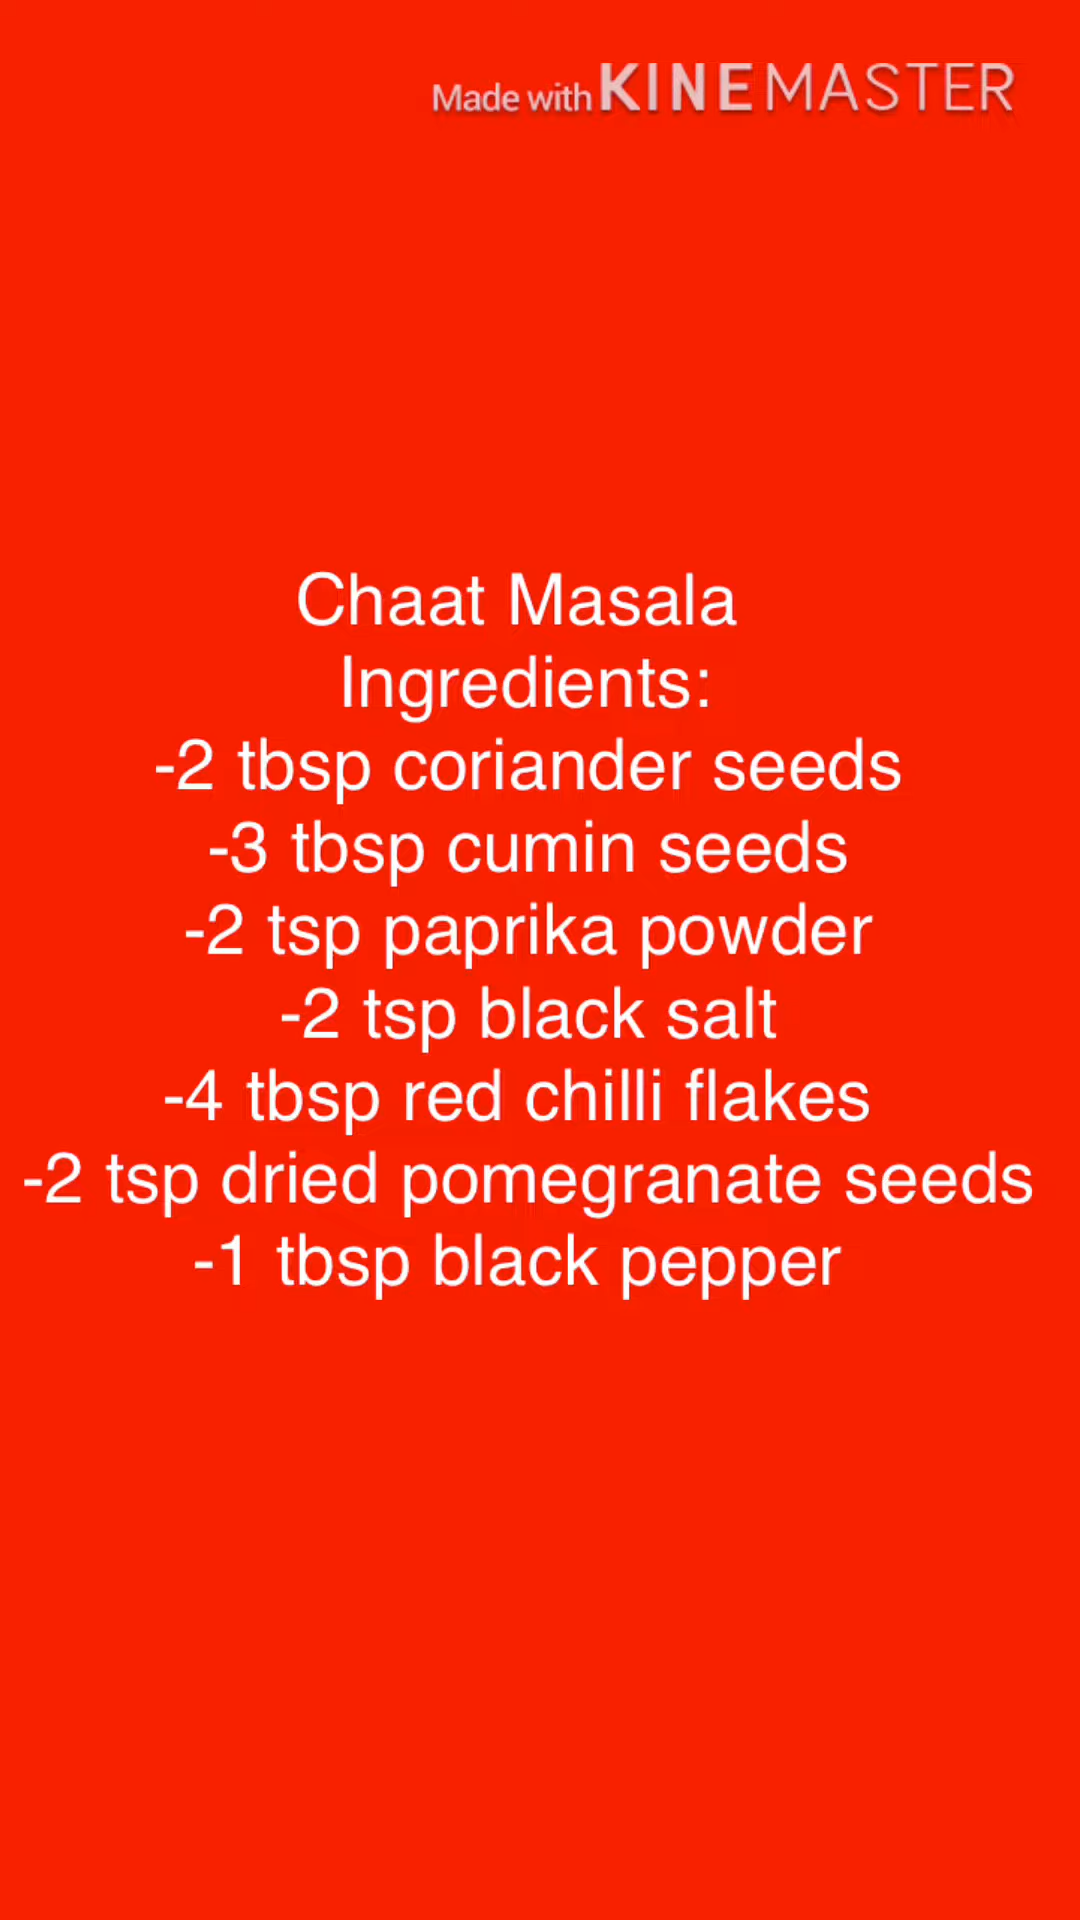 Made with KINEMASTER
Chaat Masala
Ingredients:
-2 tbsp coriander seeds
-3 tbsp cumin seeds
-2 tsp paprika powder
-2 tsp black salt
-4 tbsp red chilli flakes
-2 tsp dried pomegranate seeds
-1 tbsp black pepper